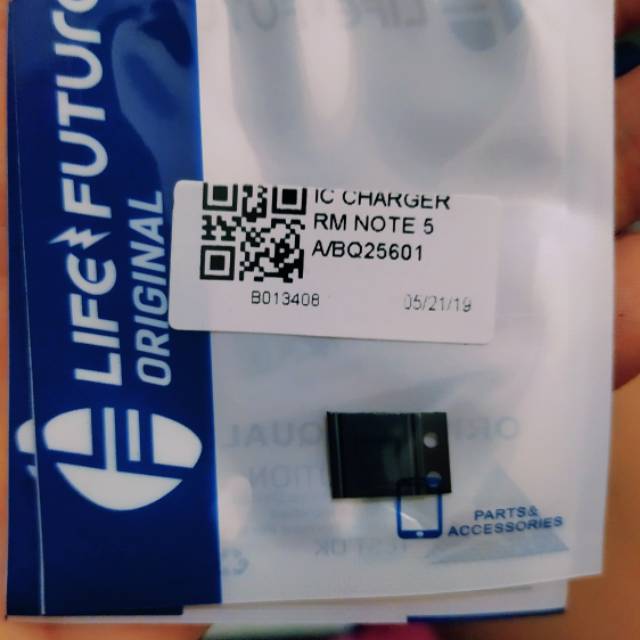 LIFE FUTURE
ORIGINAL
IC CHARGER
RM NOTE 5
A/BQ25601
B013408
05/21/19
PARTS&
ACCESSORIES